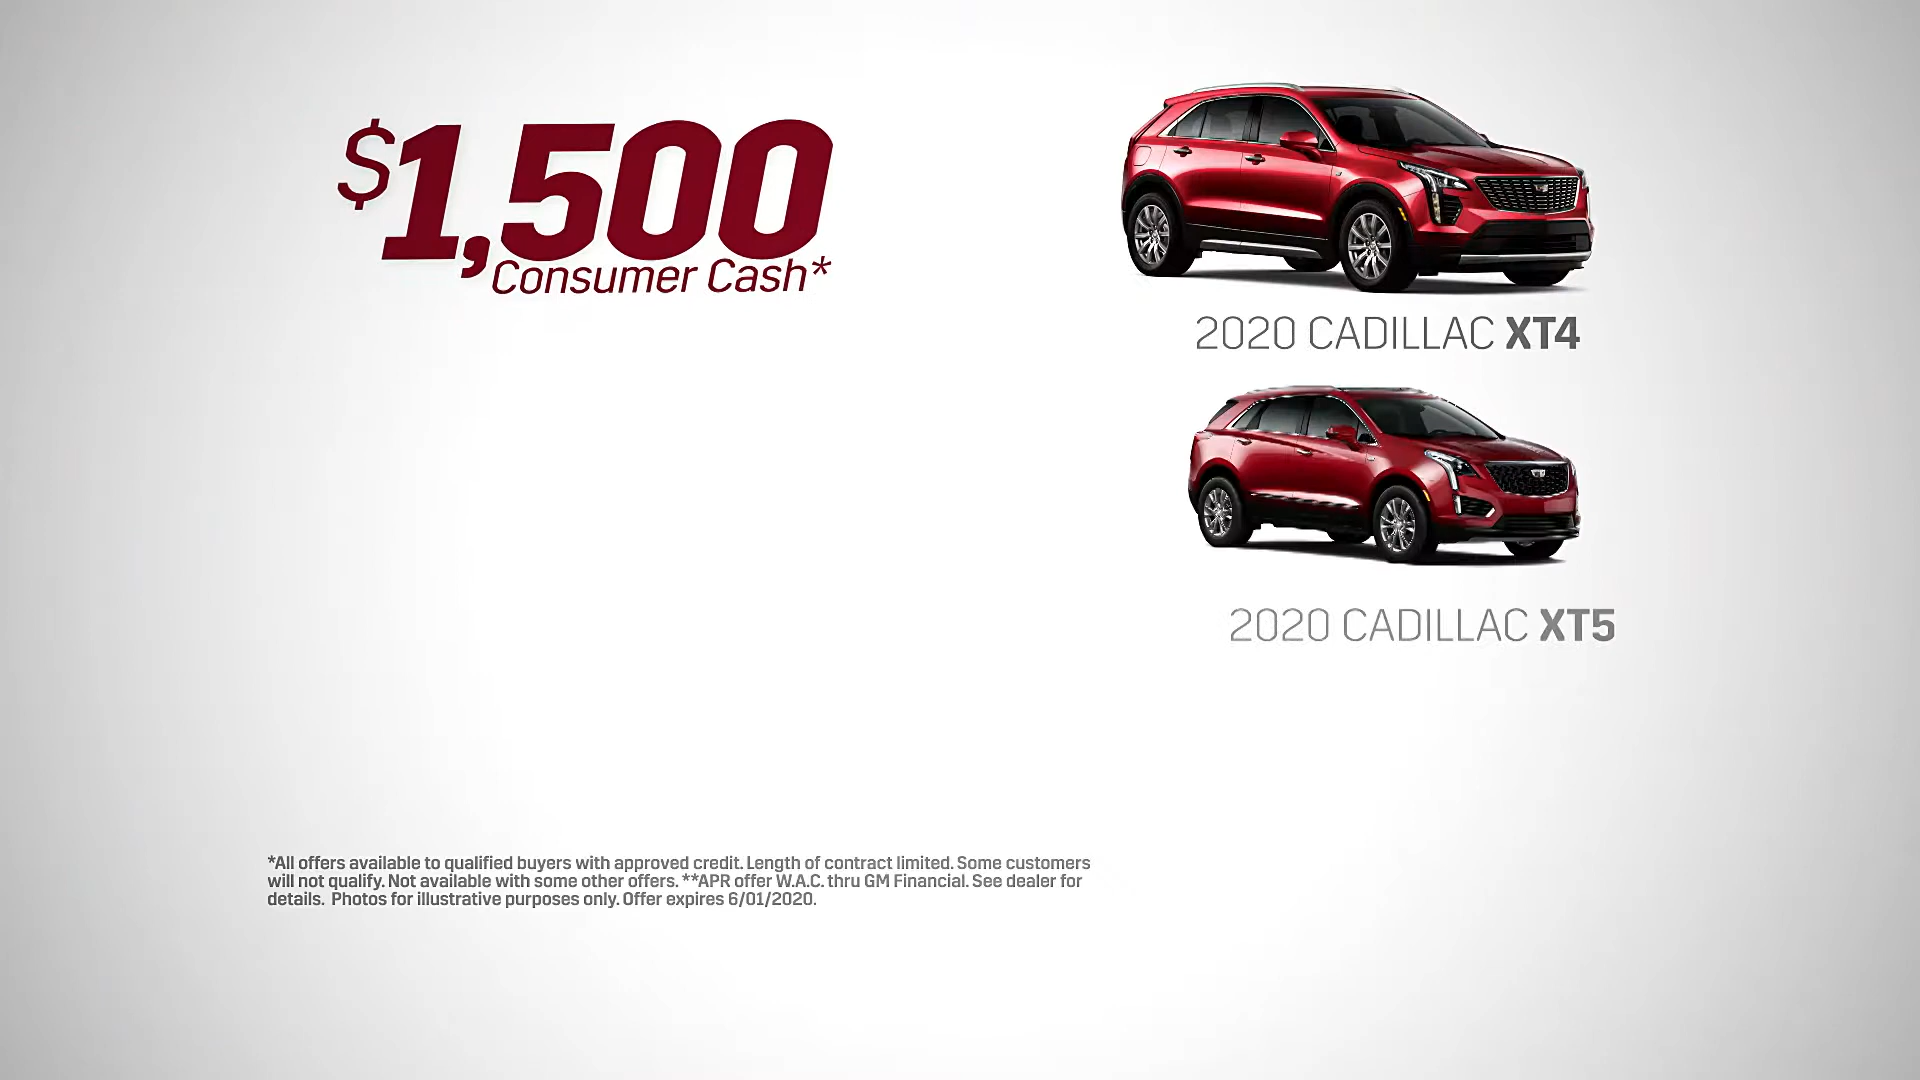 $1,500
Consumer Cash*
2020 CADILLAC XT4
2020 CADILLAC XT5
*All offers available to qualified buyers with approved credit. Length of contract limited. Some customers
will not qualify. Not available with some other offers. **APR offer W.A.C. thru GM Financial. See dealer for
details. Photos for illustrative purposes only. Offer expires 6/01/2020.